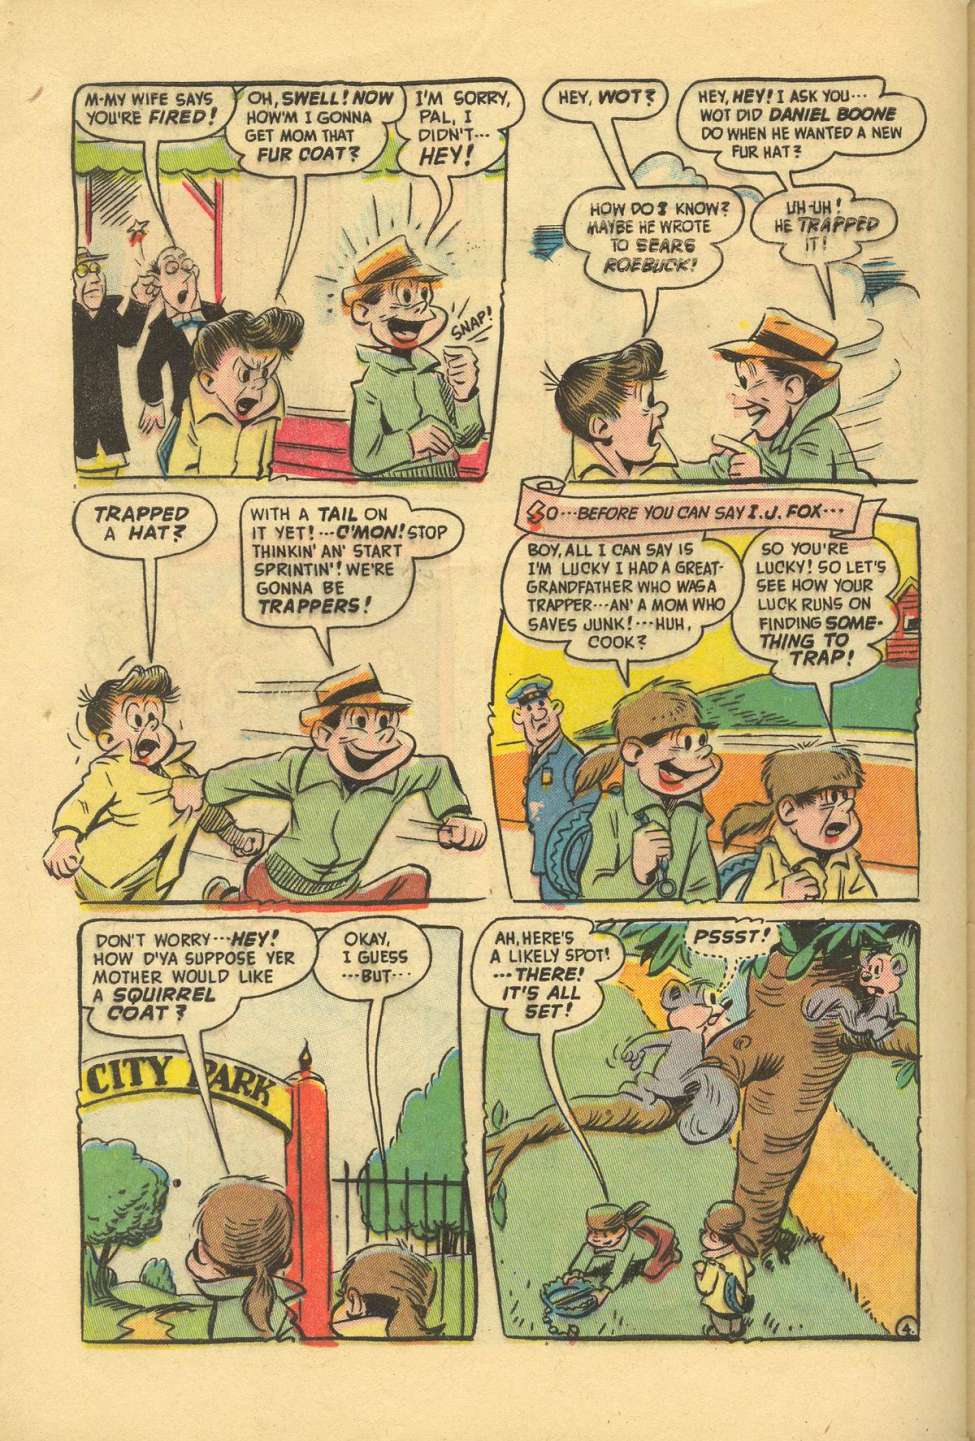 M-MY WIFE SAYS
YOU'RE FIRED!
OH, SWELL! NOW
HOW'M I GONNA
GET MOM THAT
FUR COAT?
I'M SORRY,
PAL, I
DIDN'T---
HEY!
SNAP!
HEY, WOT?
HEY, HEY! I ASK YOU---
WOT DID DANIEL BOONE
DO WHEN HE WANTED A NEW
FUR HAT?
HOW DO I KNOW?
MAYBE HE WROTE
TO SEARS
ROEBUCK!
UH-UH!
HE TRAPPED
IT!
TRAPPED
A HAT?
WITH A TAIL ON
IT YET! --- C'MON! STOP
THINKIN' AN' START
SPRINTIN'! WE'RE
GONNA BE
TRAPPERS!
SO---BEFORE YOU CAN SAY I.J. FOX---
BOY, ALL I CAN SAY IS
I'M LUCKY I HAD A GREAT-
GRANDFATHER WHO WAS A
TRAPPER---AN' A MOM WHO
SAVES JUNK!---HUH,
COOK?
SO YOU'RE
LUCKY! SO LET'S
SEE HOW YOUR
LUCK RUNS ON
FINDING SOME-
THING TO
TRAP!
DON'T WORRY---HEY!
HOW D'YA SUPPOSE YER
MOTHER WOULD LIKE
A SQUIRREL
COAT?
OKAY,
I GUESS
---BUT---
CITY PARK
AH, HERE'S
A LIKELY SPOT!
---THERE!
IT'S ALL
SET!
PSSST!
4